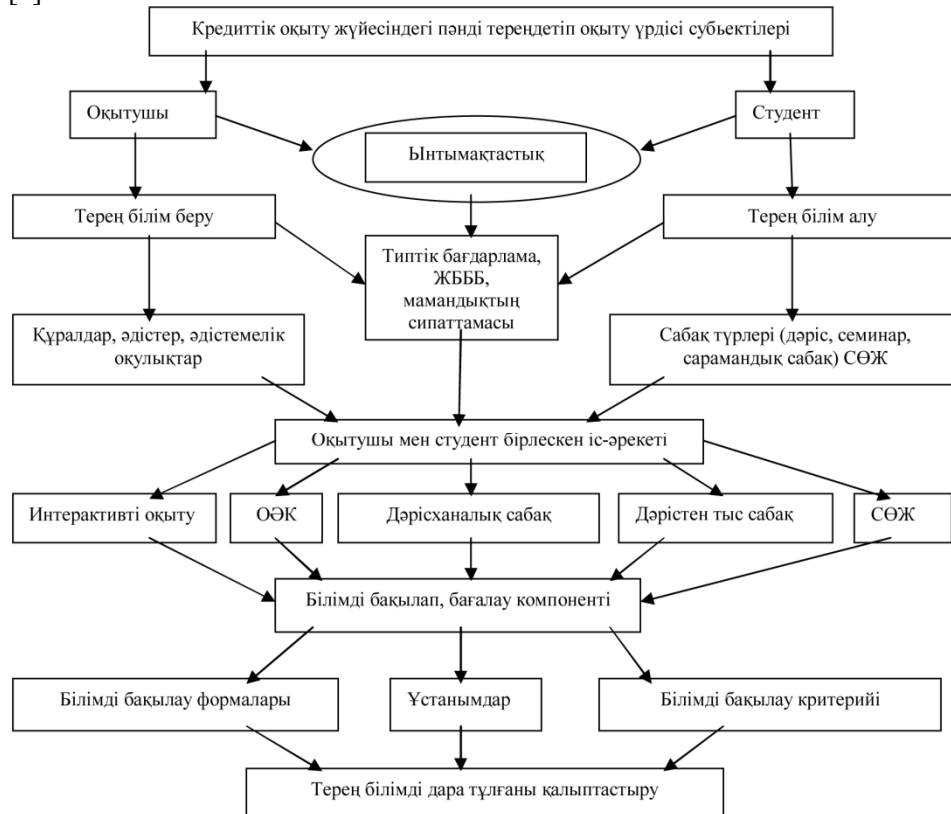 Кредиттік оқыту жүйесіндегі пәнді тереңдетіп оқыту үрдісі субьектілері
Оқытушы
Студент
Ынтымақтастық
Терең білім беру
Терең білім алу
Типтік бағдарлама,
ЖБББ,
мамандықтың
сипаттамасы
Құралдар, әдістер, әдістемелік
оқулықтар
Сабақ түрлері (дәріс, семинар,
сарамандық сабақ) СӨЖ
Оқытушы мен студент бірлескен іс-әрекеті
Интерактивті оқыту
ОӘК
Дәрісханалық сабақ
Дәрістен тыс сабақ
СӨЖ
Білімді бақылап, бағалау компоненті
Білімді бақылау формалары
Ұстанымдар
Білімді бақылау критерийі
Терең білімді дара тұлғаны қалыптастыру